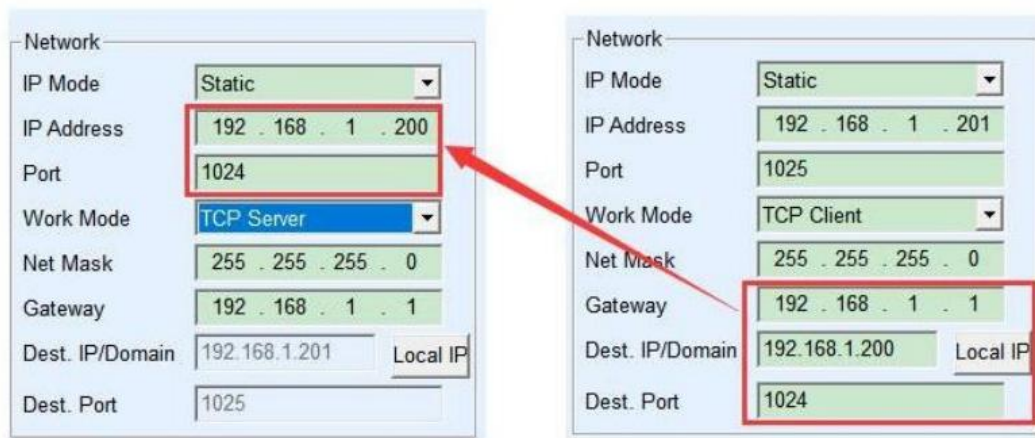 Network
IP Mode Static
IP Address 192 . 168 . 1 . 200
Port 1024
Work Mode TCP Server
Net Mask 255 . 255 . 255 . 0
Gateway 192 . 168 . 1 . 1
Dest. IP/Domain 192.168.1.201 Local IP
Dest. Port 1025
Network
IP Mode Static
IP Address 192 . 168 . 1 . 201
Port 1025
Work Mode TCP Client
Net Mask 255 . 255 . 255 . 0
Gateway 192 . 168 . 1 . 1
Dest. IP/Domain 192.168.1.200 Local IP
Dest. Port 1024